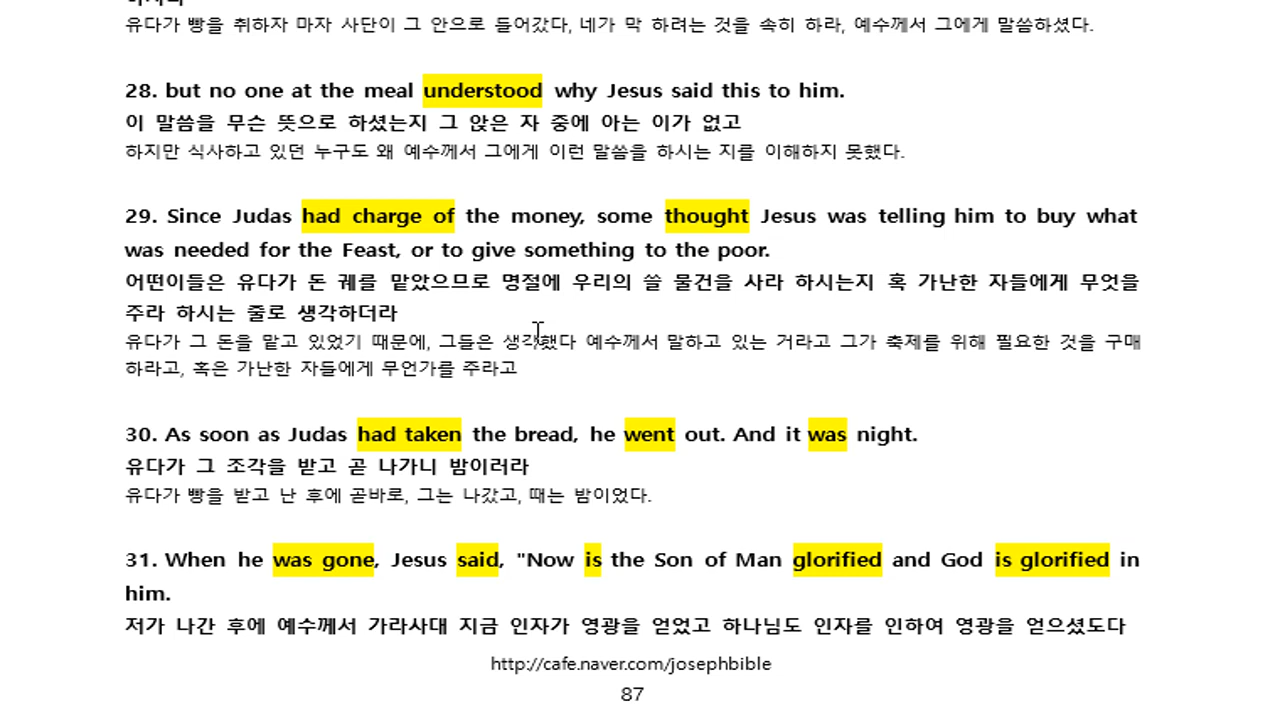 유다가 빵을 취하자 마자 사단이 그 안으로 들어갔다, 네가 막 하려는 것을 속히 하라, 예수께서 그에게 말씀하셨다.
28. but no one at the meal understood why Jesus said this to him.
이 말씀을 무슨 뜻으로 하셨는지 그 앉은 자 중에 아는 이가 없고
하지만 식사하고 있던 누구도 왜 예수께서 그에게 이런 말씀을 하시는 지를 이해하지 못했다.
29. Since Judas had charge of the money, some thought Jesus was telling him to buy what
was needed for the Feast, or to give something to the poor.
어떤이들은 유다가 돈 궤를 맡았으므로 명절에 우리의 쓸 물건을 사라 하시는지 혹 가난한 자들에게 무엇을
주라 하시는 줄로 생각하더라
유다가 그 돈을 맡고 있었기 때문에, 그들은 생각했다 예수께서 말하고 있는 거라고 그가 축제를 위해 필요한 것을 구매
하라고, 혹은 가난한 자들에게 무언가를 주라고
30. As soon as Judas had taken the bread, he went out. And it was night.
유다가 그 조각을 받고 곧 나가니 밤이러라
유다가 빵을 받고 난 후에 곧바로, 그는 나갔고, 때는 밤이었다.
31. When he was gone, Jesus said, "Now is the Son of Man glorified and God is glorified in
him.
저가 나간 후에 예수께서 가라사대 지금 인자가 영광을 얻었고 하나님도 인자를 인하여 영광을 얻으셨도다
http://cafe.naver.com/josephbible
87